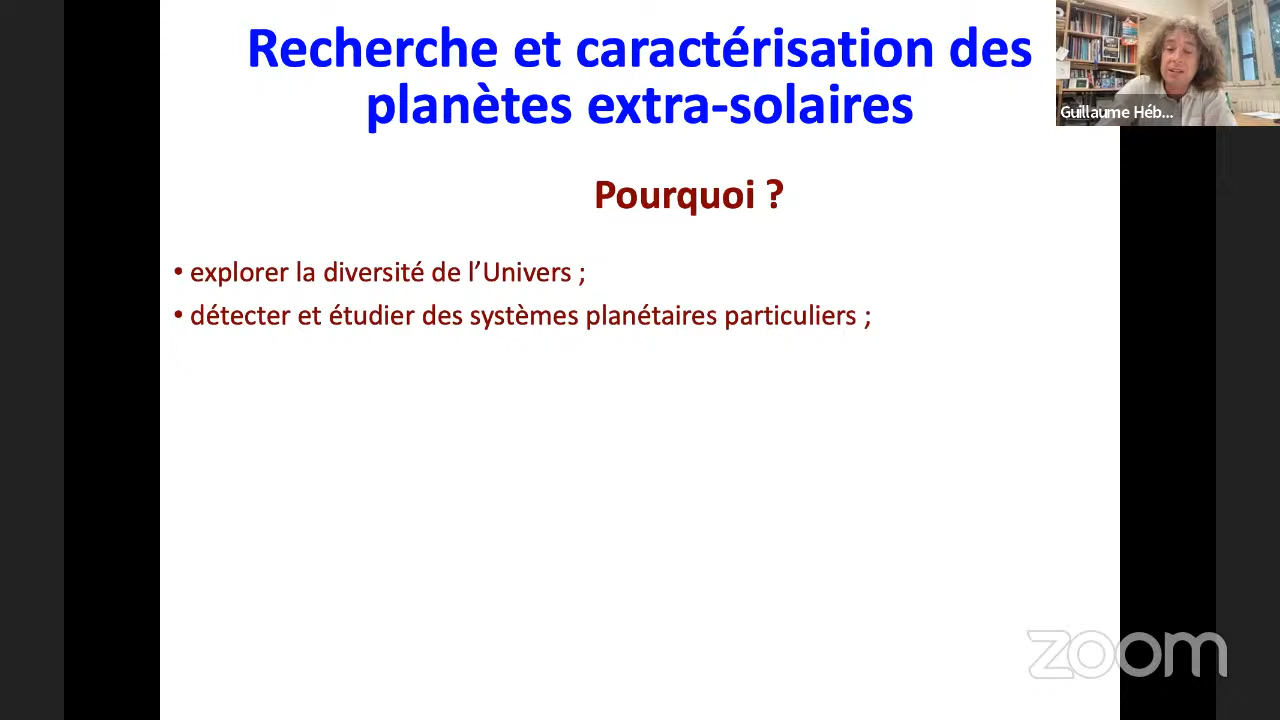 Recherche et caractérisation des
planètes extra-solaires
Guillaume Héb...
Pourquoi ?
• explorer la diversité de l’Univers ;
• détecter et étudier des systèmes planétaires particuliers ;
zoom